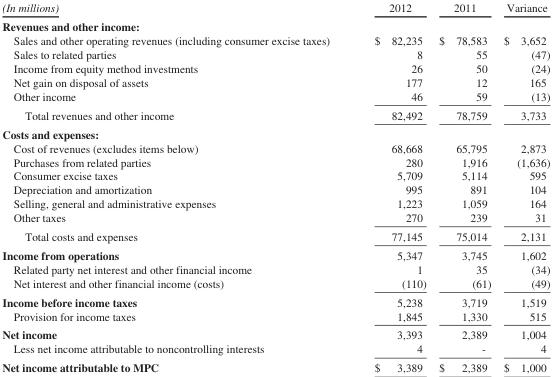 (In millions) 2012 2011 Variance
Revenues and other income:
Sales and other operating revenues (including consumer excise taxes) $ 82,235 $ 78,583 $ 3,652
Sales to related parties 8 55 (47)
Income from equity method investments 26 50 (24)
Net gain on disposal of assets 177 12 165
Other income 46 59 (13)
Total revenues and other income 82,492 78,759 3,733
Costs and expenses:
Cost of revenues (excludes items below) 68,668 65,795 2,873
Purchases from related parties 280 1,916 (1,636)
Consumer excise taxes 5,709 5,114 595
Depreciation and amortization 995 891 104
Selling, general and administrative expenses 1,223 1,059 164
Other taxes 270 239 31
Total costs and expenses 77,145 75,014 2,131
Income from operations 5,347 3,745 1,602
Related party net interest and other financial income 1 35 (34)
Net interest and other financial income (costs) (110) (61) (49)
Income before income taxes 5,238 3,719 1,519
Provision for income taxes 1,845 1,330 515
Net income 3,393 2,389 1,004
Less net income attributable to noncontrolling interests 4 - 4
Net income attributable to MPC $ 3,389 $ 2,389 $ 1,000